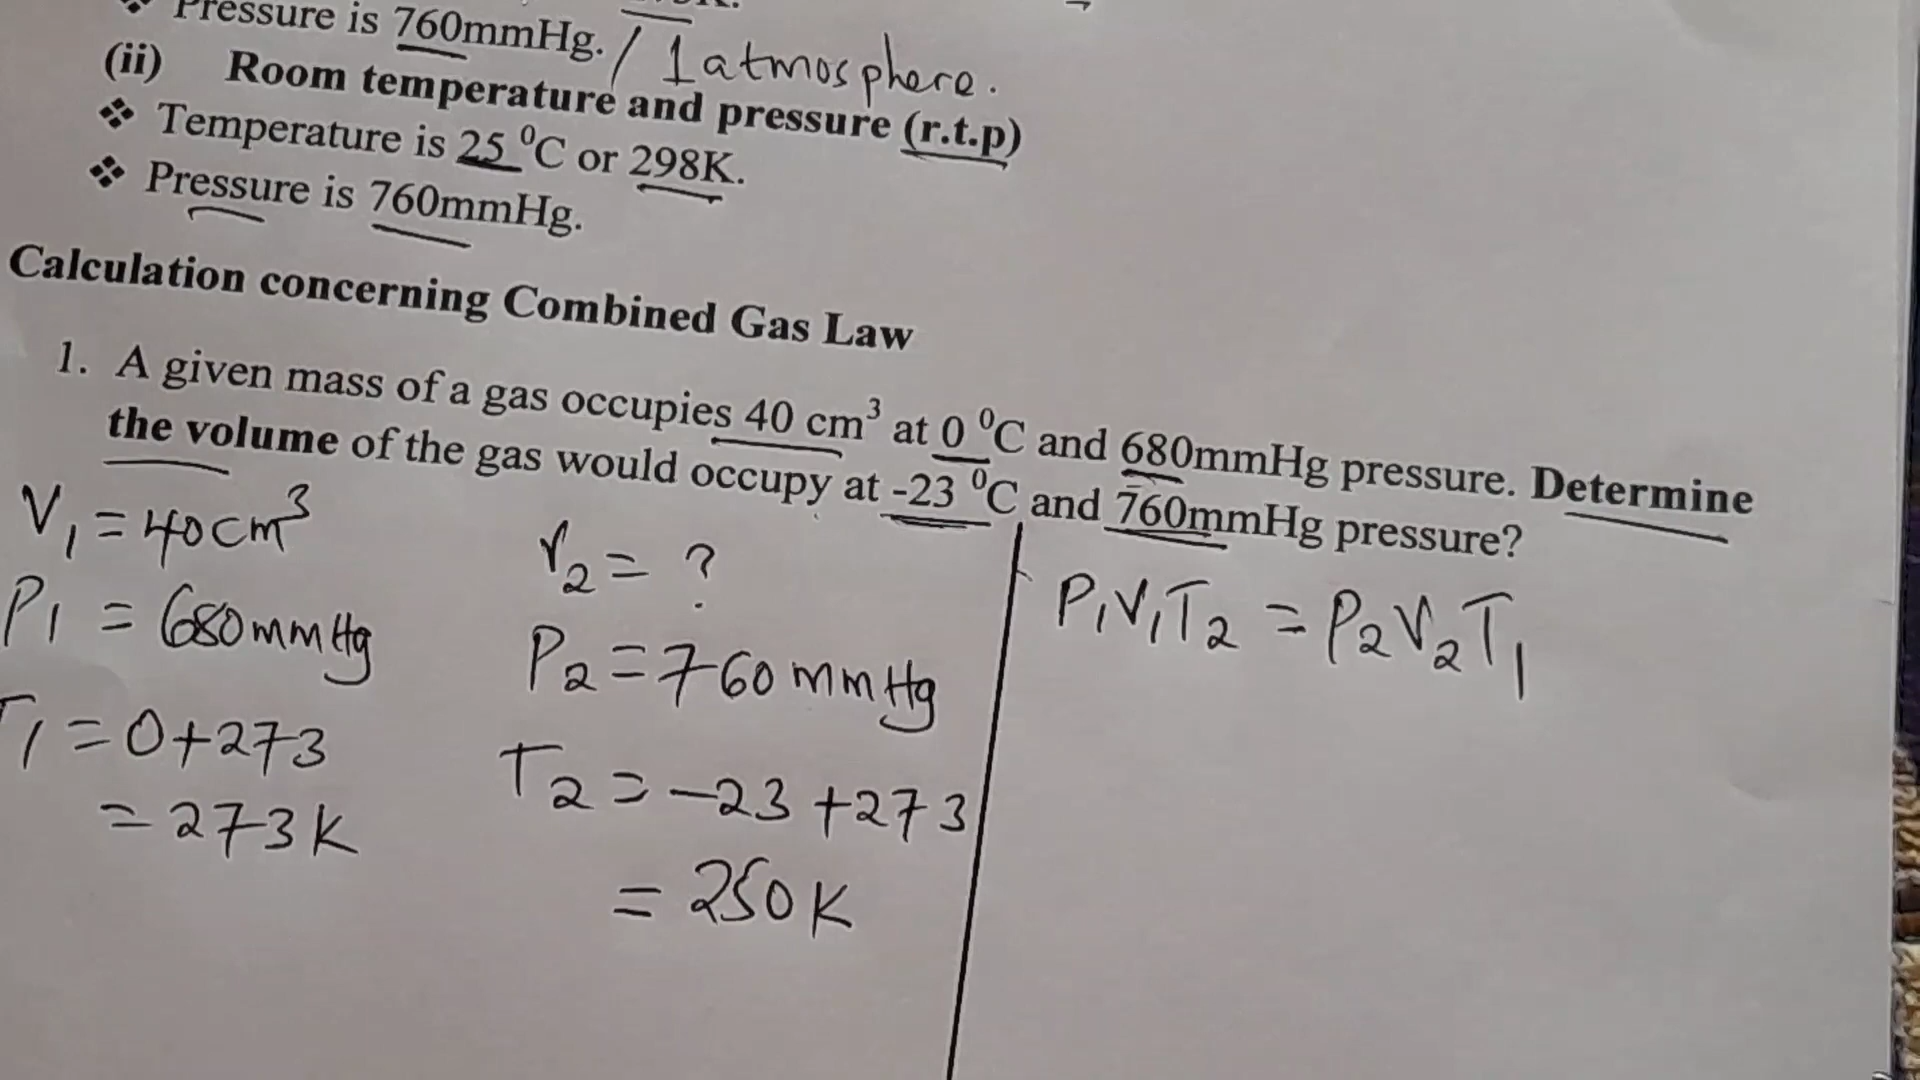 Pressure is 760mmHg. / 1 atmosphere.
(ii) Room temperature and pressure (r.t.p)
❖ Temperature is 25 ⁰C or 298K.
❖ Pressure is 760mmHg.
Calculation concerning Combined Gas Law
1. A given mass of a gas occupies 40 cm³ at 0 ⁰C and 680mmHg pressure. Determine
the volume of the gas would occupy at -23 ⁰C and 760mmHg pressure?
V₁ = 40cm³
P₁ = 680mmHg
T₁ = 0+273
= 273K
V₂ = ?
P₂ = 760mmHg
T₂ = -23+273
= 250K
P₁V₁T₂ = P₂V₂T₁